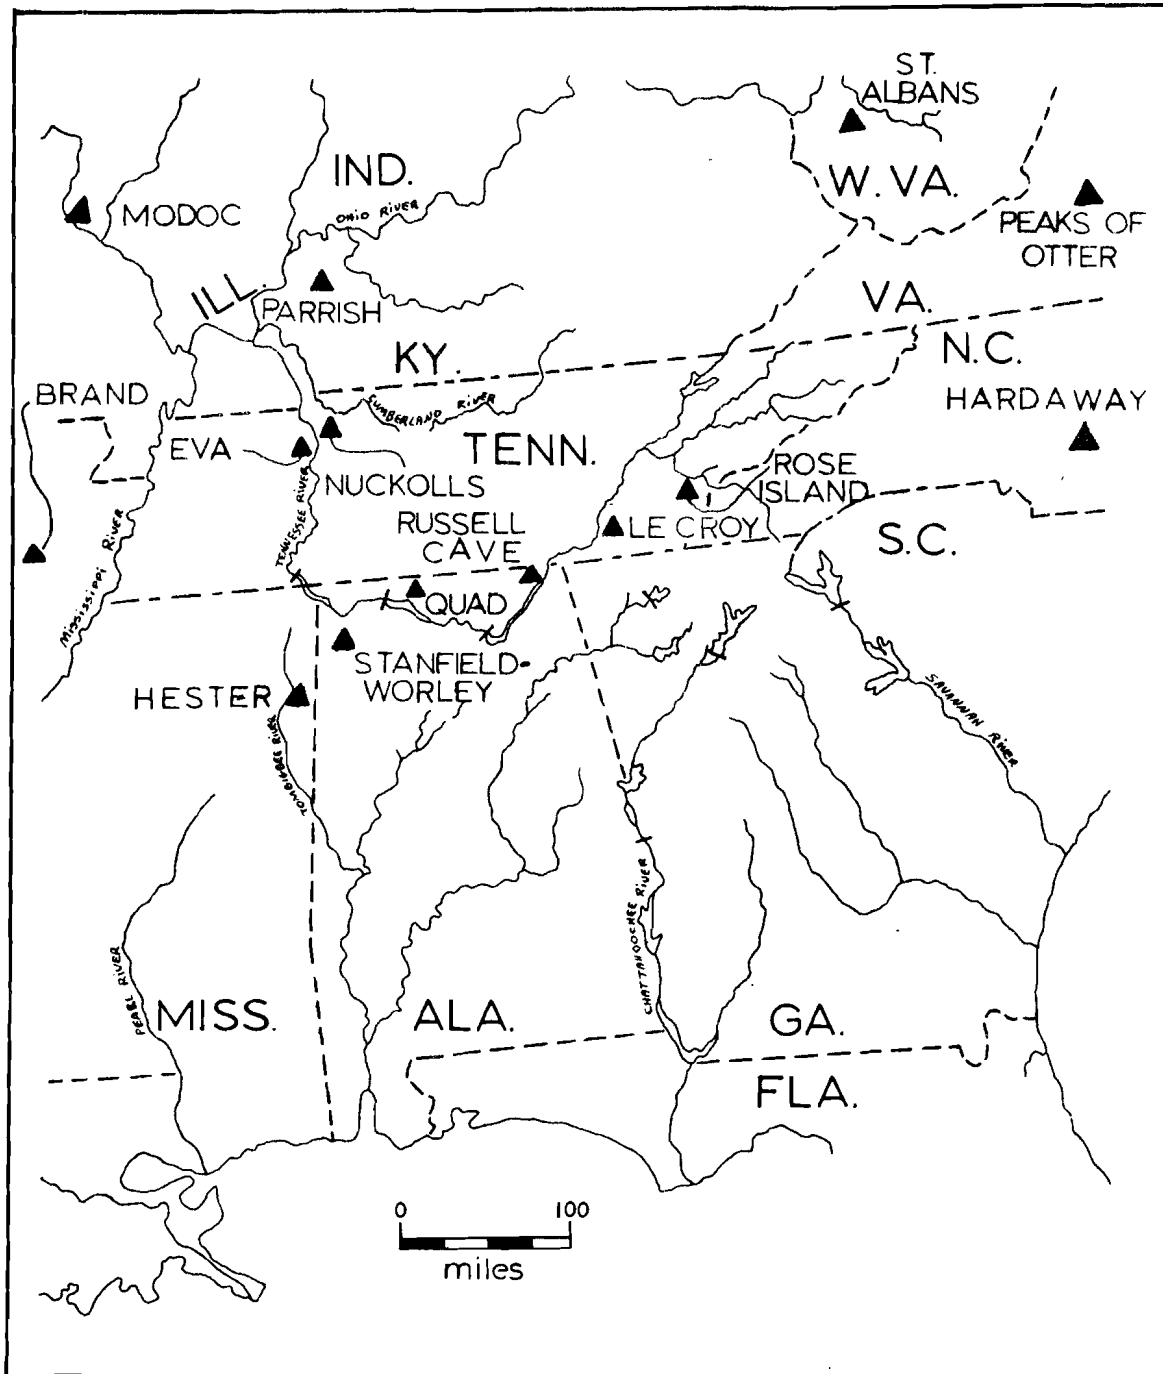 ST.
ALBANS
IND.
W. VA.
MODOC
OHIO RIVER
PEAKS OF
OTTER
ILL.
PARRISH
VA.
KY.
N.C.
BRAND
CUMBERLAND RIVER
HARDAWAY
EVA
TENN.
NUCKOLLS
ROSE
ISLAND
TENNESSEE RIVER
RUSSELL
CAVE
LE CROY
S.C.
Mississippi River
QUAD
STANFIELD-
WORLEY
HESTER
SAVANNAH RIVER
TOMBIGBEE RIVER
CHATTAHOOCHEE RIVER
PEARL RIVER
MISS.
ALA.
GA.
FLA.
0 100
miles